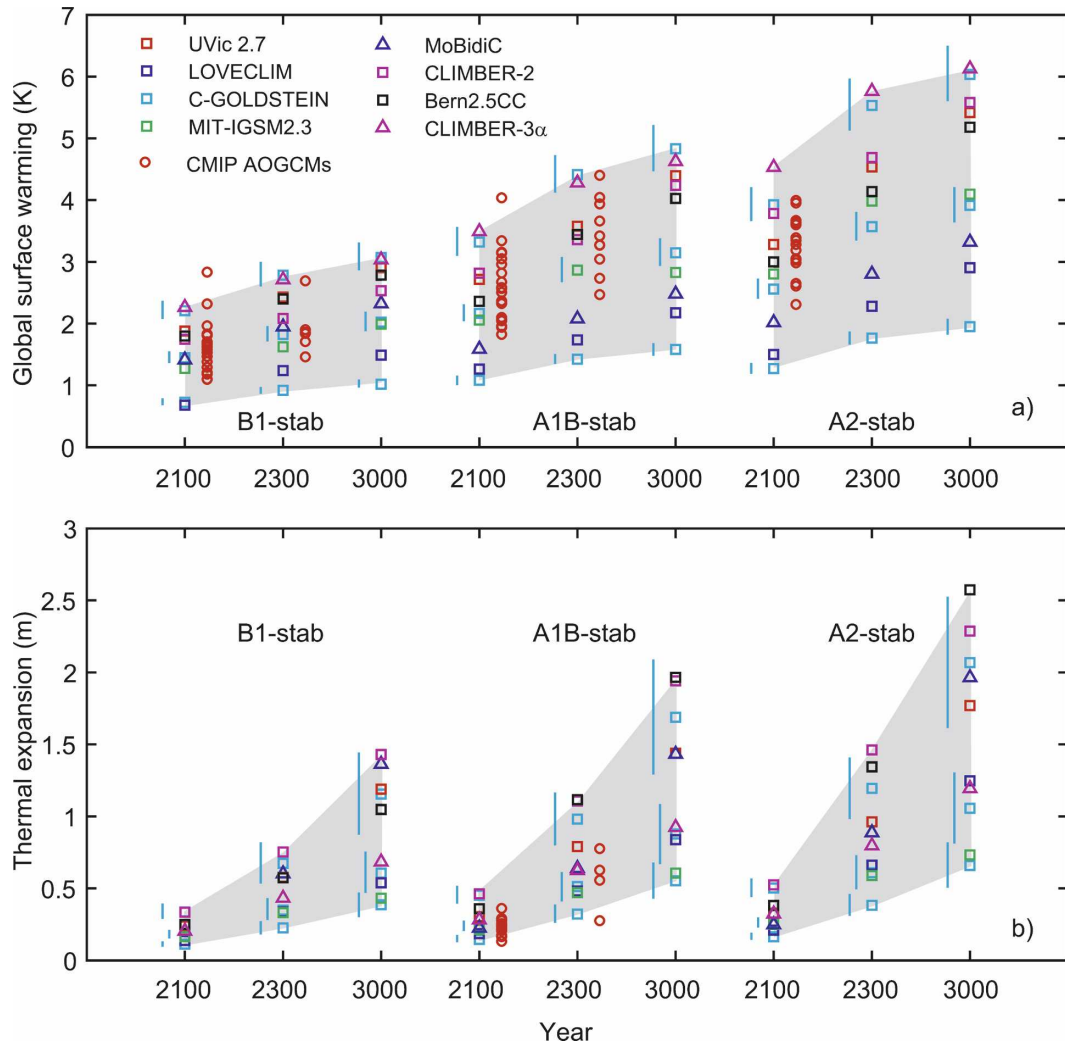 7
6
5
4
3
2
1
0
Global surface warming (K)
UVic 2.7
LOVECLIM
C-GOLDSTEIN
MIT-IGSM2.3
CMIP AOGCMs
MoBidiC
CLIMBER-2
Bern2.5CC
CLIMBER-3α
B1-stab A1B-stab A2-stab
a)
2100 2300 3000 2100 2300 3000 2100 2300 3000
3
2.5
2
1.5
1
0.5
0
Thermal expansion (m)
B1-stab A1B-stab A2-stab
b)
2100 2300 3000 2100 2300 3000 2100 2300 3000
Year